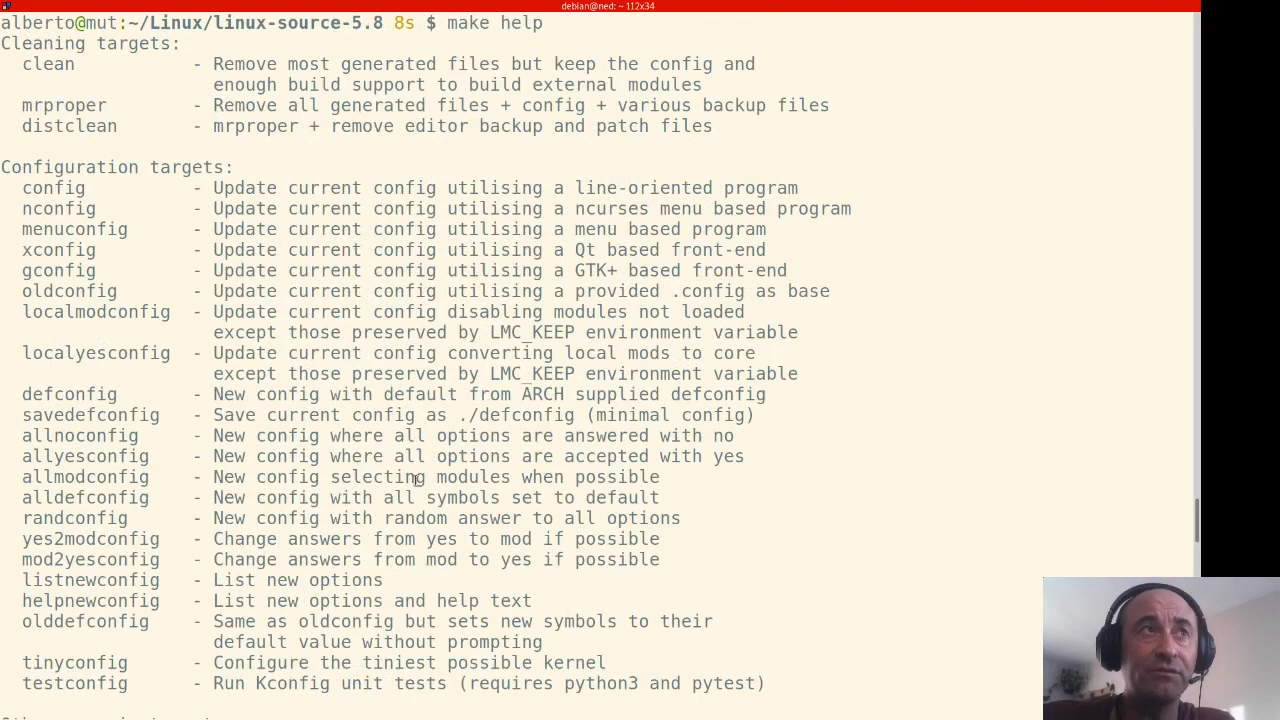 debian@ned: ~ 112x34
alberto@mut:~/Linux/linux-source-5.8 8s $ make help
Cleaning targets:
  clean           - Remove most generated files but keep the config and
                    enough build support to build external modules
  mrproper        - Remove all generated files + config + various backup files
  distclean       - mrproper + remove editor backup and patch files

Configuration targets:
  config          - Update current config utilising a line-oriented program
  nconfig         - Update current config utilising a ncurses menu based program
  menuconfig      - Update current config utilising a menu based program
  xconfig         - Update current config utilising a Qt based front-end
  gconfig         - Update current config utilising a GTK+ based front-end
  oldconfig       - Update current config utilising a provided .config as base
  localmodconfig  - Update current config disabling modules not loaded
                    except those preserved by LMC_KEEP environment variable
  localyesconfig  - Update current config converting local mods to core
                    except those preserved by LMC_KEEP environment variable
  defconfig       - New config with default from ARCH supplied defconfig
  savedefconfig   - Save current config as ./defconfig (minimal config)
  allnoconfig     - New config where all options are answered with no
  allyesconfig    - New config where all options are accepted with yes
  allmodconfig    - New config selecting modules when possible
  alldefconfig    - New config with all symbols set to default
  randconfig      - New config with random answer to all options
  yes2modconfig   - Change answers from yes to mod if possible
  mod2yesconfig   - Change answers from mod to yes if possible
  listnewconfig   - List new options
  helpnewconfig   - List new options and help text
  olddefconfig    - Same as oldconfig but sets new symbols to their
                    default value without prompting
  tinyconfig      - Configure the tiniest possible kernel
  testconfig      - Run Kconfig unit tests (requires python3 and pytest)